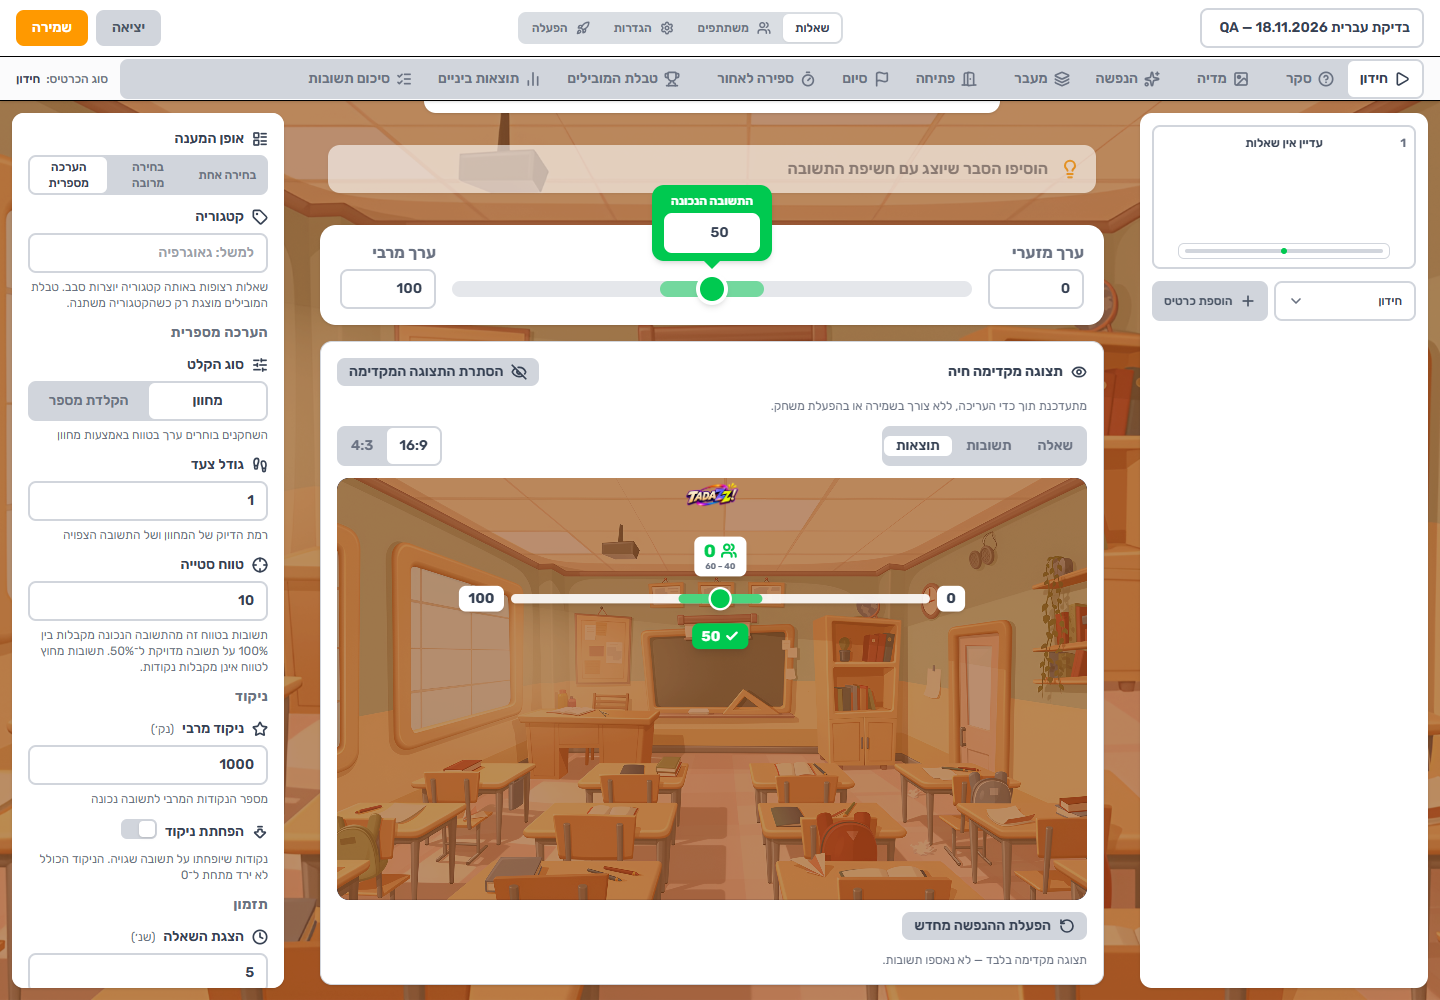 בדיקת עברית QA – 18.11.2026
שאלות
משתתפים
הגדרות
הפעלה
יציאה
שמירה
חידון
סקר
מדיה
מעבר
הנפשה
פתיחה
סיום
ספירה לאחור
טבלת המובילים
תוצאות ביניים
סיכום תשובות
סוג הכרטיס: חידון
1
עדיין אין שאלות
חידון
הוספת כרטיס
הוסיפו הסבר שיוצג עם חשיפת התשובה
התשובה הנכונה
50
ערך מזערי
0
ערך מרבי
100
תצוגה מקדימה חיה
הסתרת התצוגה המקדימה
מתעדכנת תוך כדי העריכה, ללא צורך בשמירה או בהפעלת משחק.
שאלה
תשובות
תוצאות
16:9
4:3
TADAZZ!
0
40 – 60
0
100
50
הפעלת ההנפשה מחדש
תצוגה מקדימה בלבד – לא נאספו תשובות.
אופן המענה
בחירה אחת
בחירה
מרובה
הערכה
מספרית
קטגוריה
למשל: גאוגרפיה
שאלות רצופות באותה קטגוריה יוצרות סבב. טבלת
המובילים מוצגת רק כשהקטגוריה משתנה.
הערכה מספרית
סוג הקלט
מחוון
הקלדת מספר
השחקנים בוחרים ערך בטווח באמצעות מחוון
גודל צעד
1
רמת הדיוק של המחוון ושל התשובה הצפויה
טווח סטייה
10
תשובות בטווח זה מהתשובה הנכונה מקבלות בין
100% על תשובה מדויקת ל־50%. תשובות מחוץ
לטווח אינן מקבלות נקודות.
ניקוד
ניקוד מרבי (נק׳)
1000
מספר הנקודות המרבי לתשובה נכונה
הפחתת ניקוד
נקודות שיופחתו על תשובה שגויה. הניקוד הכולל
לא ירד מתחת ל־0
תזמון
הצגת השאלה (שנ׳)
5